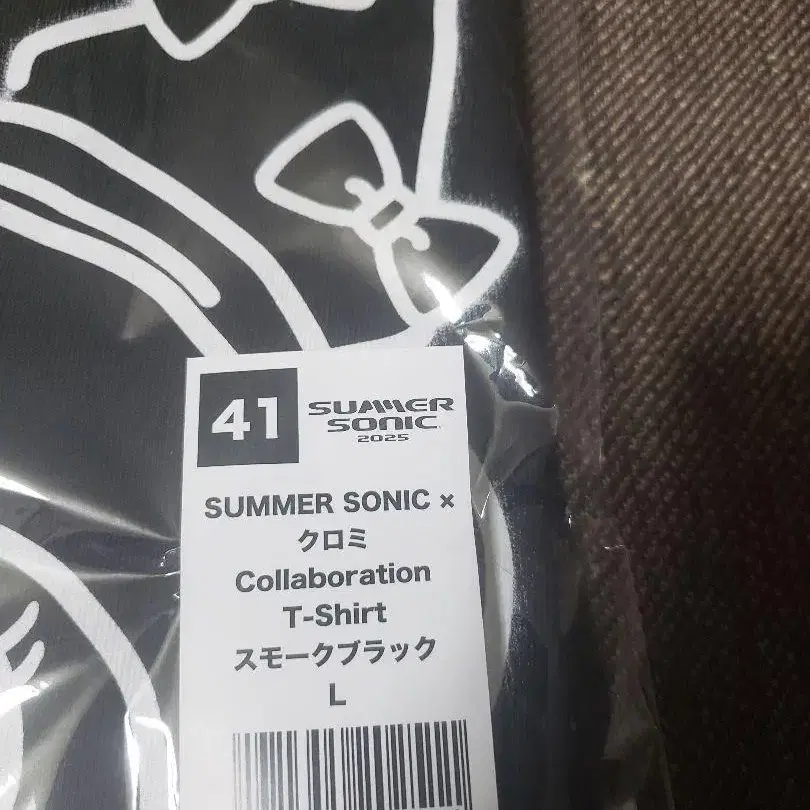 41
SUMMER
SONIC
2025
SUMMER SONIC ×
クロミ
Collaboration
T-Shirt
スモークブラック
L